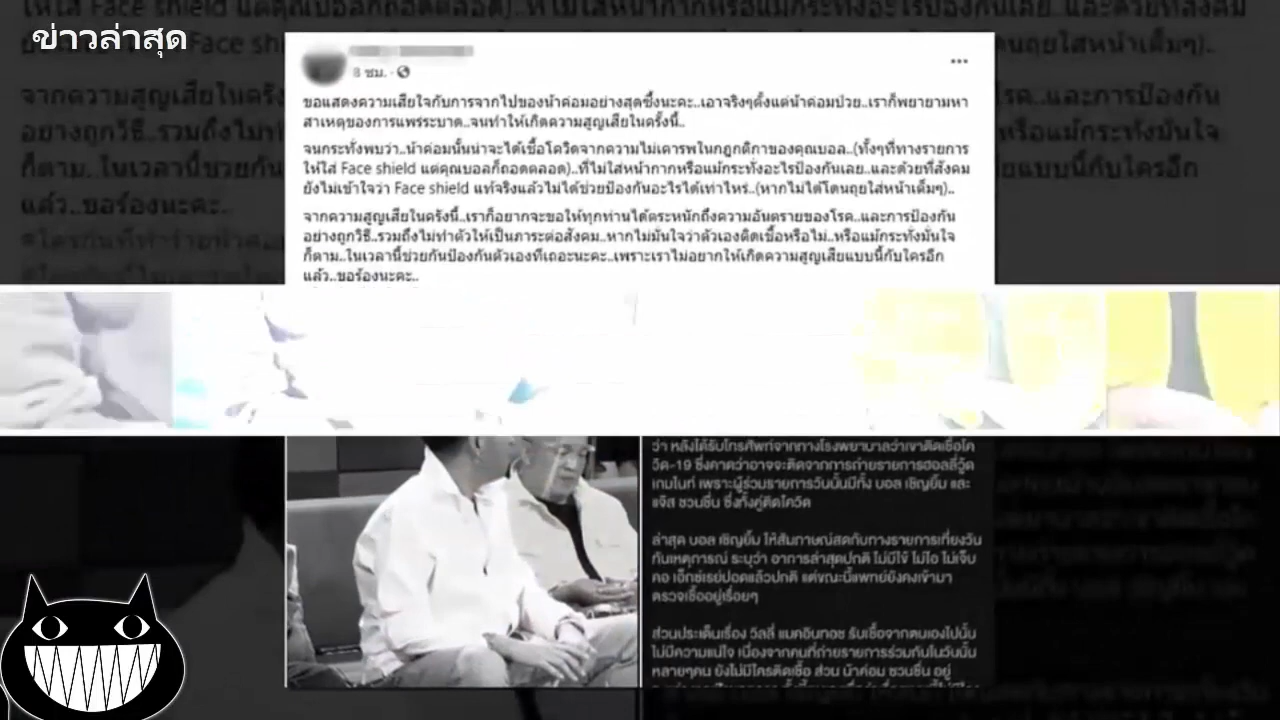 ข่าวล่าสุด
8 ชม.
ขอแสดงความเสียใจกับการจากไปของน้าค่อมอย่างสุดซึ้งนะคะ..เอาจริงๆตั้งแต่น้าค่อมป่วย..เราก็พยายามหา
สาเหตุของการแพร่ระบาด..จนทำให้เกิดความสูญเสียในครั้งนี้..
จนกระทั่งพบว่า..น้าค่อมนั้นน่าจะได้เชื้อโควิดจากความไม่เคารพในกฎกติกาของคุณบอล..(ทั้งๆที่ทางรายการ
ให้ใส่ Face shield แต่คุณบอลก็ถอดตลอด)..ที่ไม่ใส่หน้ากากหรือแม้กระทั่งอะไรป้องกันเลย..และด้วยที่สังคม
ยังไม่เข้าใจว่า Face shield แท้จริงแล้วไม่ได้ช่วยป้องกันอะไรได้เท่าไหร่..(หากไม่ได้โดนถุยใส่หน้าเต็มๆ)..
จากความสูญเสียในครั้งนี้..เราก็อยากจะขอให้ทุกท่านได้ตระหนักถึงความอันตรายของโรค..และการป้องกัน
อย่างถูกวิธี..รวมถึงไม่ทำตัวให้เป็นภาระต่อสังคม..หากไม่มั่นใจว่าตัวเองติดเชื้อหรือไม่..หรือแม้กระทั่งมั่นใจ
ก็ตาม..ในเวลานี้ช่วยกันป้องกันตัวเองทีเถอะนะคะ..เพราะเราไม่อยากให้เกิดความสูญเสียแบบนี้กับใครอีก
แล้ว..ขอร้องนะคะ..
ว่า หลังได้รับโทรศัพท์จากทางโรงพยาบาลว่าเขาติดเชื้อโค
วิด-19 ซึ่งคาดว่าอาจจะติดจากการถ่ายรายการฮอลลี่วู้ด
เกมไนท์ เพราะผู้ร่วมรายการวันนั้นมีทั้ง บอล เชิญยิ้ม และ
แจ๊ส ชวนชื่น ซึ่งทั้งคู่ติดโควิด
ล่าสุด บอล เชิญยิ้ม ให้สัมภาษณ์สดกับทางรายการเที่ยงวัน
ทันเหตุการณ์ ระบุว่า อาการล่าสุดปกติ ไม่มีไข้ ไม่ไอ ไม่เจ็บ
คอ เอ็กซ์เรย์ปอดแล้วปกติ แต่ขณะนี้แพทย์ยังคงเข้ามา
ตรวจเชื้ออยู่เรื่อยๆ
ส่วนประเด็นเรื่อง วิลลี่ แมคอินทอช รับเชื้อจากตนเองไปนั้น
ไม่มีความแน่ใจ เนื่องจากคนที่ถ่ายรายการร่วมกันในวันนั้น
หลายๆคน ยังไม่มีใครติดเชื้อ ส่วน น้าค่อม ชวนชื่น อยู่